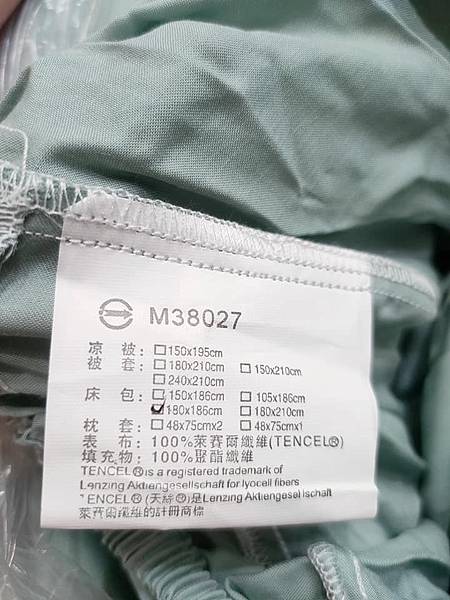 M38027
凉 被：□150x195cm
被 套：□180x210cm □150x210cm
□240x210cm
床 包：□150x186cm □105x186cm
☑180x186cm □180x210cm
枕 套：□48x75cmx2 □48x75cmx1
表 布：100%萊賽爾纖維(TENCEL®)
填充物：100%聚酯纖維
TENCEL®is a registered trademark of
Lenzing Aktiengesellschaft for lyocell fibers
TENCEL®(天絲®)是Lenzing Aktiengesellschaft
萊賽爾纖維的註冊商標